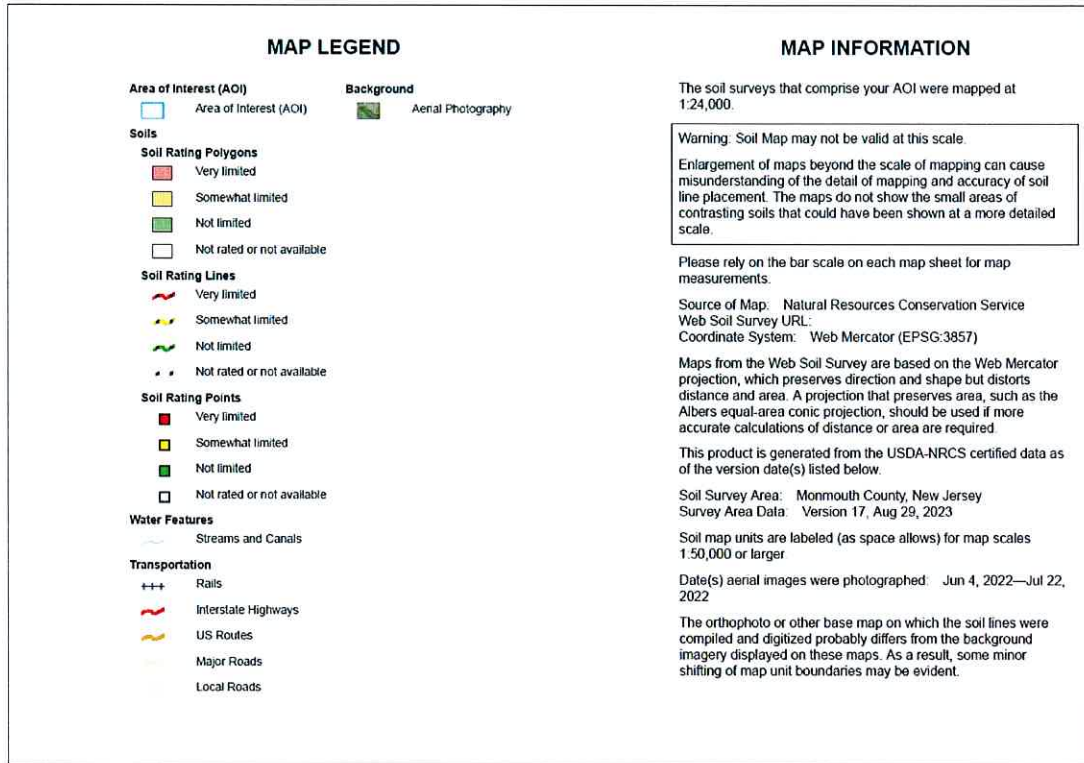 MAP LEGEND
Area of Interest (AOI)
Area of Interest (AOI)
Soils
Soil Rating Polygons
Very limited
Somewhat limited
Not limited
Not rated or not available
Soil Rating Lines
Very limited
Somewhat limited
Not limited
Not rated or not available
Soil Rating Points
Very limited
Somewhat limited
Not limited
Not rated or not available
Water Features
Streams and Canals
Transportation
Rails
Interstate Highways
US Routes
Major Roads
Local Roads
Background
Aerial Photography
MAP INFORMATION
The soil surveys that comprise your AOI were mapped at
1:24,000.
Warning: Soil Map may not be valid at this scale.
Enlargement of maps beyond the scale of mapping can cause
misunderstanding of the detail of mapping and accuracy of soil
line placement. The maps do not show the small areas of
contrasting soils that could have been shown at a more detailed
scale.
Please rely on the bar scale on each map sheet for map
measurements.
Source of Map: Natural Resources Conservation Service
Web Soil Survey URL:
Coordinate System: Web Mercator (EPSG:3857)
Maps from the Web Soil Survey are based on the Web Mercator
projection, which preserves direction and shape but distorts
distance and area. A projection that preserves area, such as the
Albers equal-area conic projection, should be used if more
accurate calculations of distance or area are required.
This product is generated from the USDA-NRCS certified data as
of the version date(s) listed below.
Soil Survey Area: Monmouth County, New Jersey
Survey Area Data: Version 17, Aug 29, 2023
Soil map units are labeled (as space allows) for map scales
1:50,000 or larger.
Date(s) aerial images were photographed: Jun 4, 2022—Jul 22,
2022
The orthophoto or other base map on which the soil lines were
compiled and digitized probably differs from the background
imagery displayed on these maps. As a result, some minor
shifting of map unit boundaries may be evident.